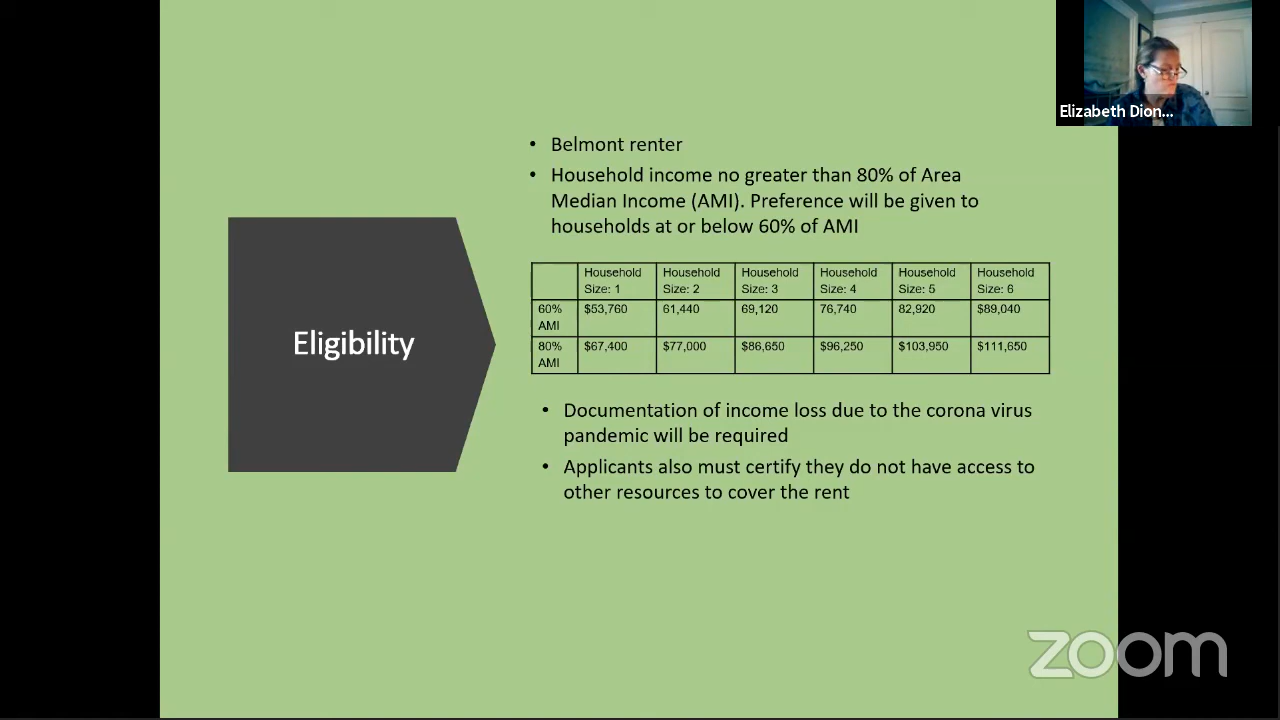 Elizabeth Dion...
• Belmont renter
• Household income no greater than 80% of Area
Median Income (AMI). Preference will be given to
households at or below 60% of AMI
Eligibility
Household Size: 1 Household Size: 2 Household Size: 3 Household Size: 4 Household Size: 5 Household Size: 6
60% AMI $53,760 61,440 69,120 76,740 82,920 $89,040
80% AMI $67,400 $77,000 $86,650 $96,250 $103,950 $111,650
• Documentation of income loss due to the corona virus
pandemic will be required
• Applicants also must certify they do not have access to
other resources to cover the rent
zoom